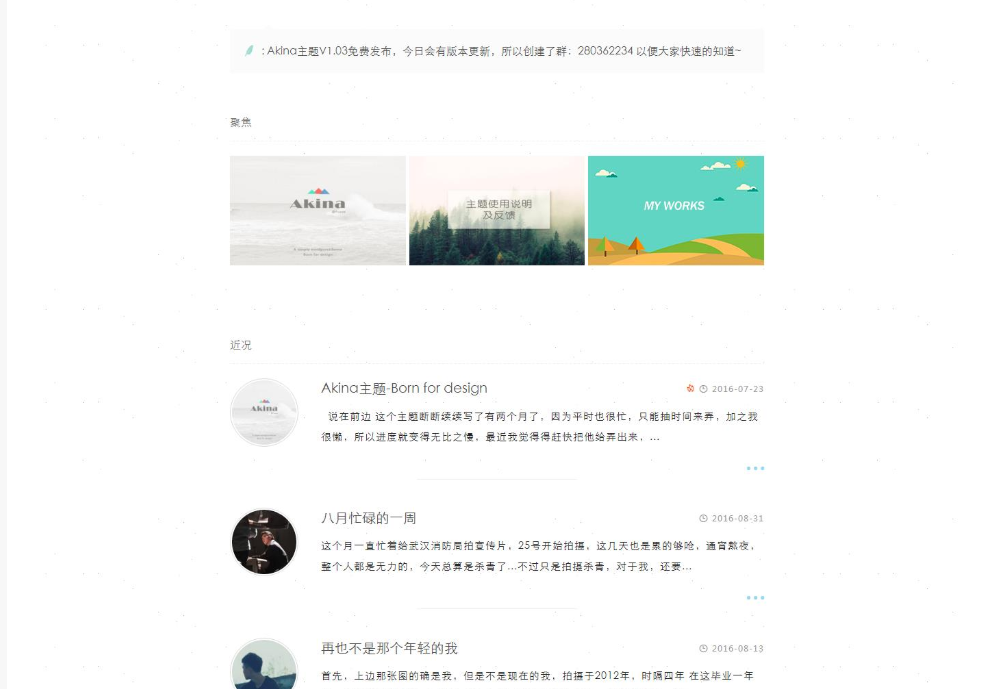 : Akina主题V1.03免费发布，今日会有版本更新，所以创建了群：280362234 以便大家快速的知道~
聚焦
Akina
主题使用说明
及反馈
MY WORKS
近况
Akina
Akina主题-Born for design
2016-07-23
说在前边 这个主题断断续续写了有两个月了，因为平时也很忙，只能抽时间来弄，加之我
很懒，所以进度就变得无比之慢，最近我觉得得赶快把他给弄出来，...
八月忙碌的一周
2016-08-31
这个月一直忙着给武汉消防局拍宣传片，25号开始拍摄，这几天也是累的够呛，通宵熬夜，
整个人都是无力的，今天总算是杀青了...不过只是拍摄杀青，对于我，还要...
再也不是那个年轻的我
2016-08-13
首先，上边那张图的确是我，但是不是现在的我，拍摄于2012年，时隔四年 在这毕业一年